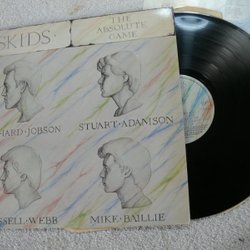 SKIDS ·
THE
ABSOLUTE
GAME
HARD · JOBSON
STUART · ADAMSON
SSELL · WEBB
MIKE · BAILLIE